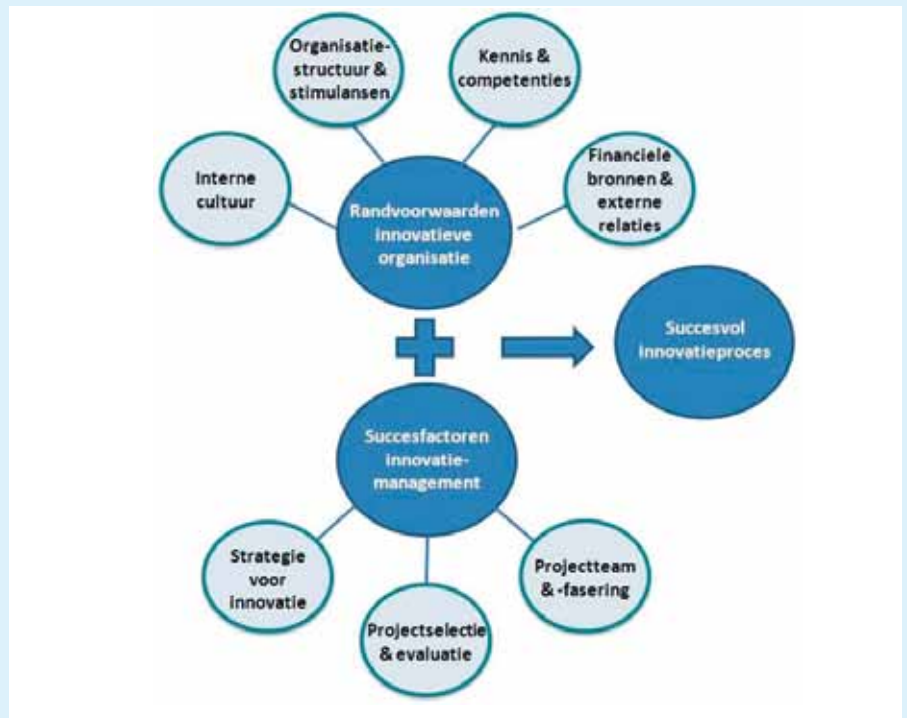 Organisatie-
structuur &
stimulansen
Kennis &
competenties
Interne
cultuur
Financiele
bronnen &
externe
relaties
Randvoorwaarden
innovatieve
organisatie
Succesvol
innovatieproces
Succesfactoren
innovatie-
management
Strategie
voor
innovatie
Projectselectie
& evaluatie
Projectteam
& -fasering